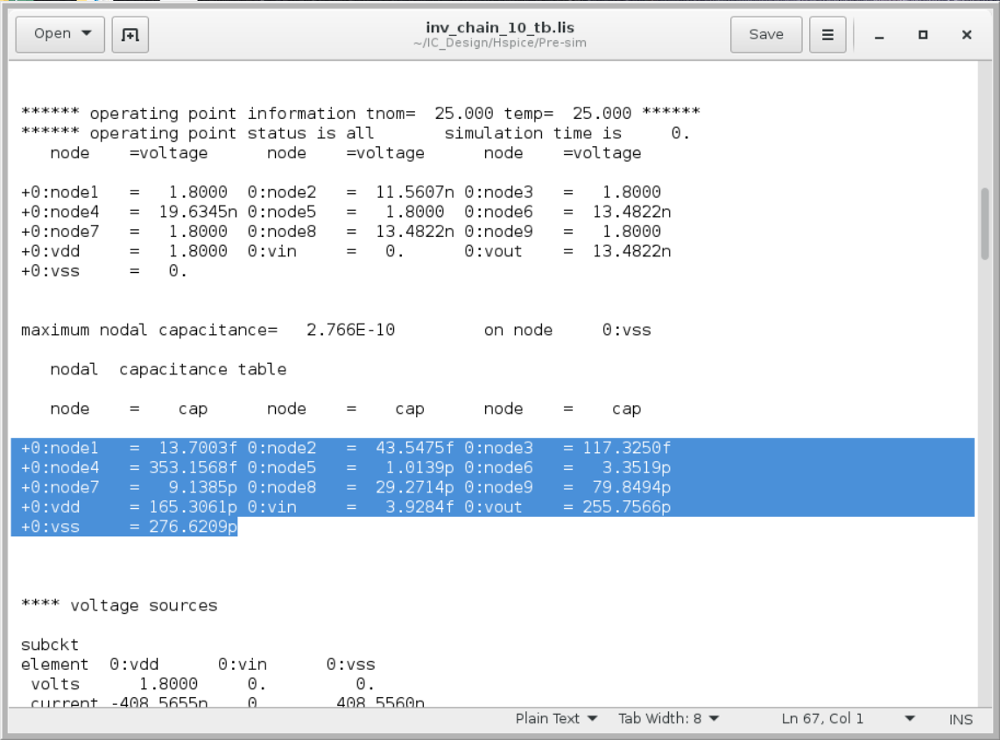 Open
inv_chain_10_tb.lis
~/IC_Design/Hspice/Pre-sim
Save
****** operating point information tnom=  25.000 temp=  25.000 ******
****** operating point status is all       simulation time is     0.
   node    =voltage      node    =voltage      node    =voltage
+0:node1   =   1.8000  0:node2   =  11.5607n 0:node3   =   1.8000
+0:node4   =  19.6345n 0:node5   =   1.8000  0:node6   =  13.4822n
+0:node7   =   1.8000  0:node8   =  13.4822n 0:node9   =   1.8000
+0:vdd     =   1.8000  0:vin     =   0.      0:vout    =  13.4822n
+0:vss     =   0.
maximum nodal capacitance=   2.766E-10         on node     0:vss
   nodal  capacitance table
   node    =    cap      node    =    cap      node    =    cap
+0:node1   =  13.7003f 0:node2   =  43.5475f 0:node3   = 117.3250f
+0:node4   = 353.1568f 0:node5   =   1.0139p 0:node6   =   3.3519p
+0:node7   =   9.1385p 0:node8   =  29.2714p 0:node9   =  79.8494p
+0:vdd     = 165.3061p 0:vin     =   3.9284f 0:vout    = 255.7566p
+0:vss     = 276.6209p
**** voltage sources
subckt
element  0:vdd      0:vin      0:vss
 volts      1.8000     0.         0.
 current -408.5655n    0       408.5560n
Plain Text Tab Width: 8 Ln 67, Col 1 INS